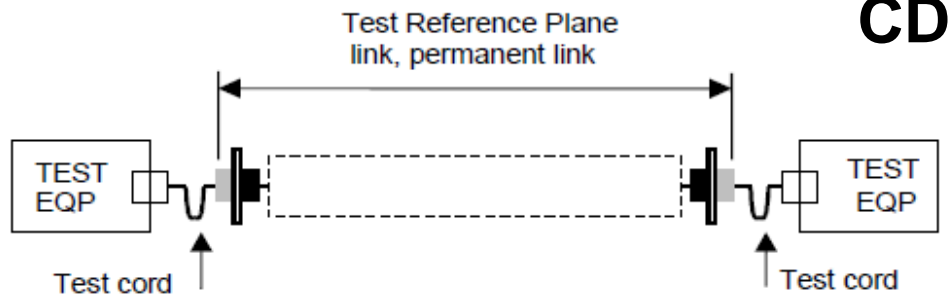 Test Reference Plane
link, permanent link
CD
TEST
EQP
TEST
EQP
Test cord
Test cord